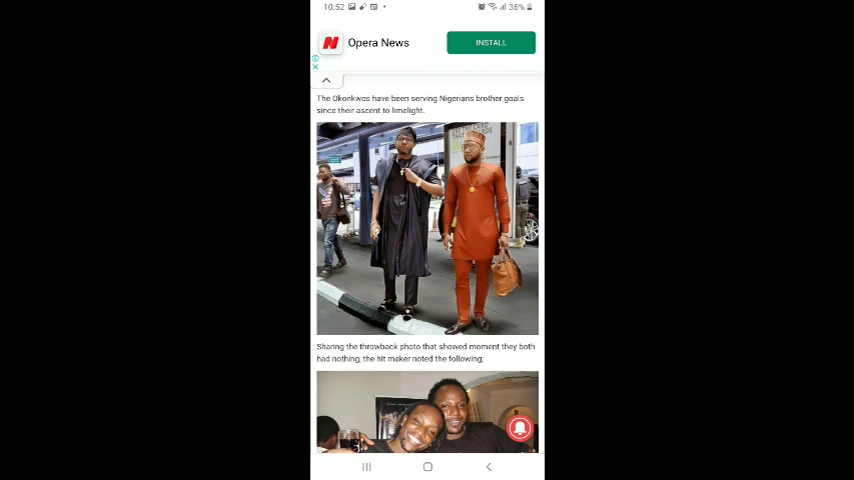 10:52
36%
Opera News
INSTALL
The Okonkwos have been serving Nigerians brother goals
since their ascent to limelight.
Sharing the throwback photo that showed moment they both
had nothing, the hit maker noted the following;